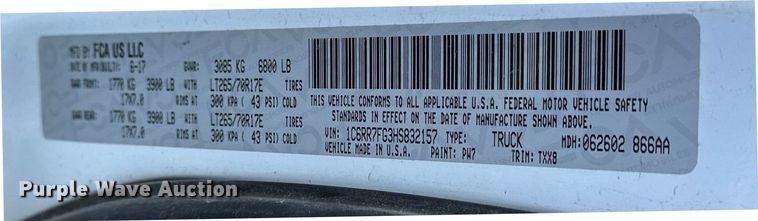 MFD BY FCA US LLC
DATE OF MFR(BULT): 6-17 GVWR: 3085 KG 6800 LB
GAWR FRONT: 1770 KG 3900 LB WITH LT265/70R17E TIRES
17X7.0 RIMS AT 300 KPA ( 43 PSI) COLD
GAWR REAR: 1770 KG 3900 LB WITH LT265/70R17E TIRES
17X7.0 RIMS AT 300 KPA ( 43 PSI) COLD
THIS VEHICLE CONFORMS TO ALL APPLICABLE U.S.A. FEDERAL MOTOR VEHICLE SAFETY
STANDARDS IN EFFECT ON THE DATE OF MANUFACTURE SHOWN ABOVE.
VIN: 1C6RR7FG3HS832157 TYPE: TRUCK MDH: 062602 866AA
VEHICLE MADE IN U.S.A. PAINT: PW7 TRIM: TXX8
Purple Wave Auction